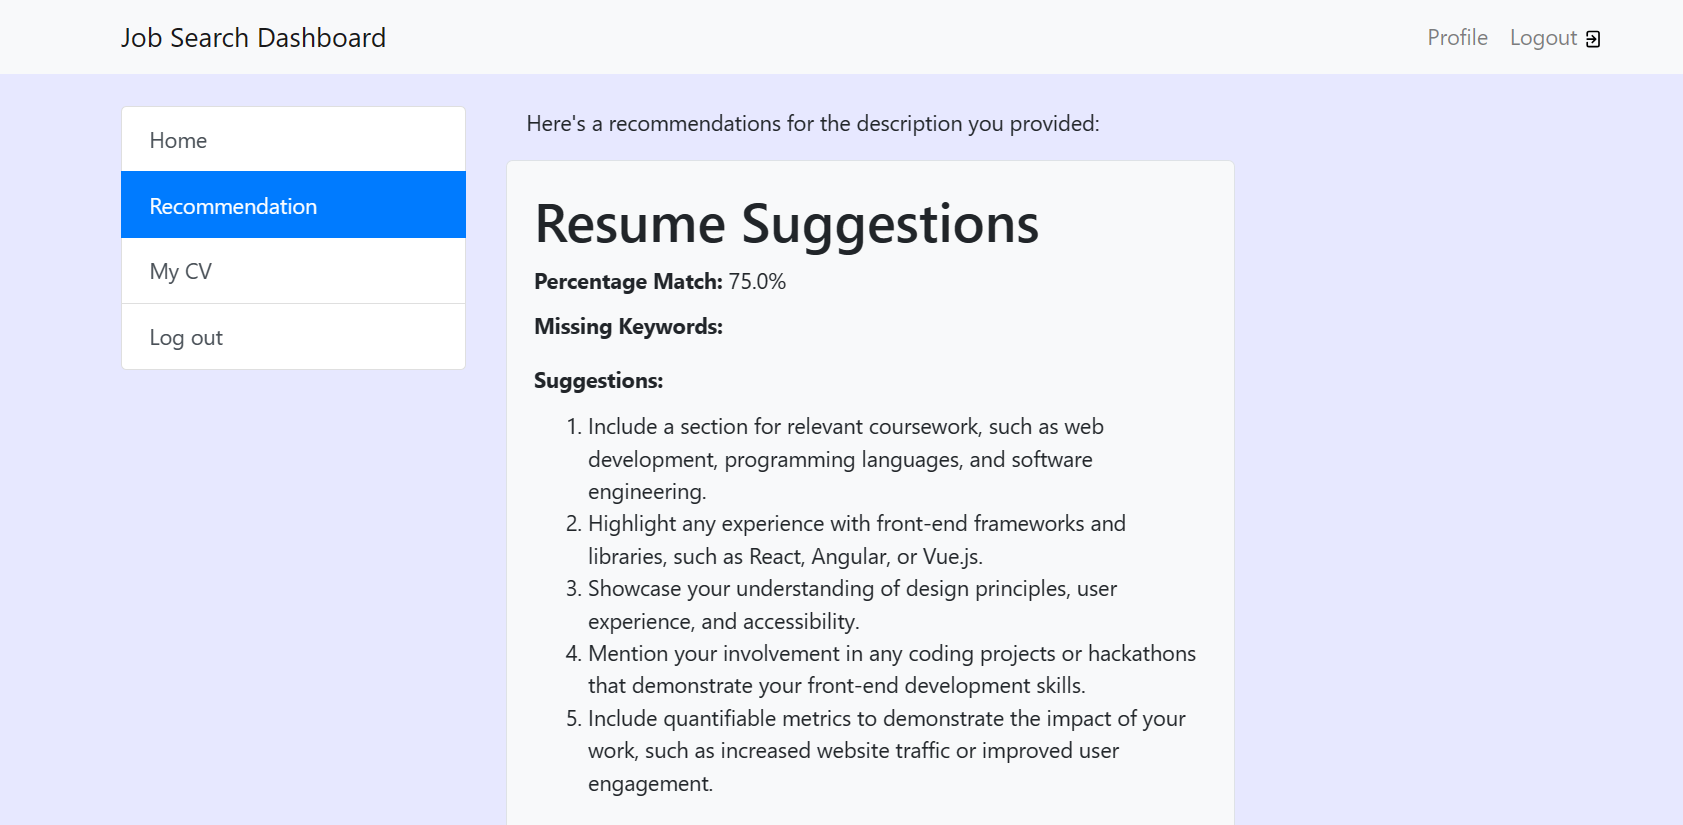 Job Search Dashboard
Profile Logout
Home
Recommendation
My CV
Log out
Here's a recommendations for the description you provided:
Resume Suggestions
Percentage Match: 75.0%
Missing Keywords:
Suggestions:
1. Include a section for relevant coursework, such as web
development, programming languages, and software
engineering.
2. Highlight any experience with front-end frameworks and
libraries, such as React, Angular, or Vue.js.
3. Showcase your understanding of design principles, user
experience, and accessibility.
4. Mention your involvement in any coding projects or hackathons
that demonstrate your front-end development skills.
5. Include quantifiable metrics to demonstrate the impact of your
work, such as increased website traffic or improved user
engagement.